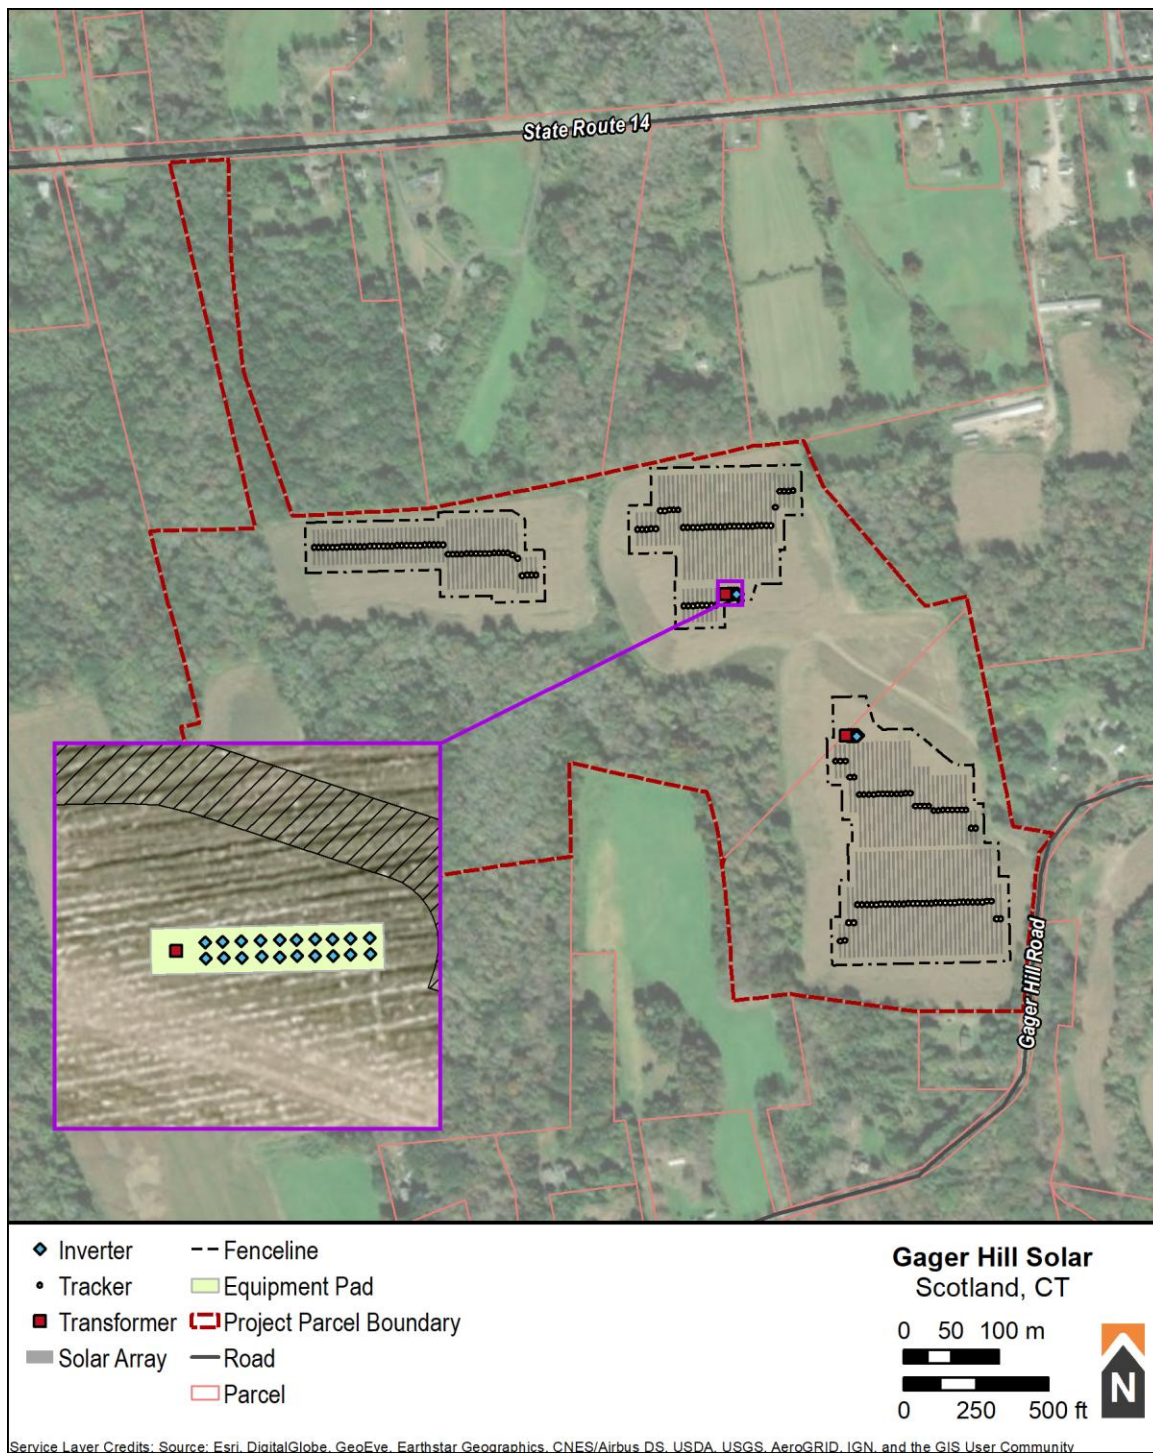 State Route 14
Gager Hill Road
Inverter
Tracker
Transformer
Solar Array
Fenceline
Equipment Pad
Project Parcel Boundary
Road
Parcel
Gager Hill Solar
Scotland, CT
0 50 100 m
0 250 500 ft
N
Service Layer Credits: Source: Esri, DigitalGlobe, GeoEye, Earthstar Geographics, CNES/Airbus DS, USDA, USGS, AeroGRID, IGN, and the GIS User Community